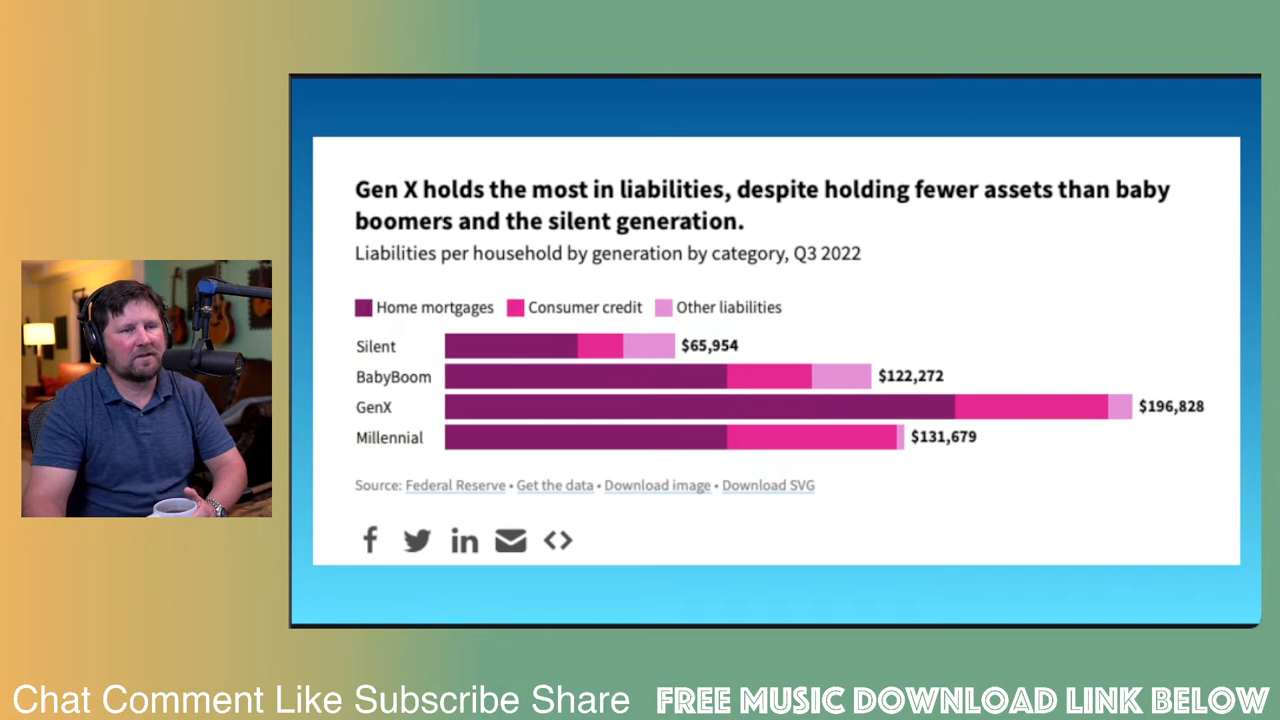 Gen X holds the most in liabilities, despite holding fewer assets than baby
boomers and the silent generation.
Liabilities per household by generation by category, Q3 2022
Home mortgages Consumer credit Other liabilities
Silent $65,954
BabyBoom $122,272
GenX $196,828
Millennial $131,679
Source: Federal Reserve • Get the data • Download image • Download SVG
Chat Comment Like Subscribe Share FREE MUSIC DOWNLOAD LINK BELOW